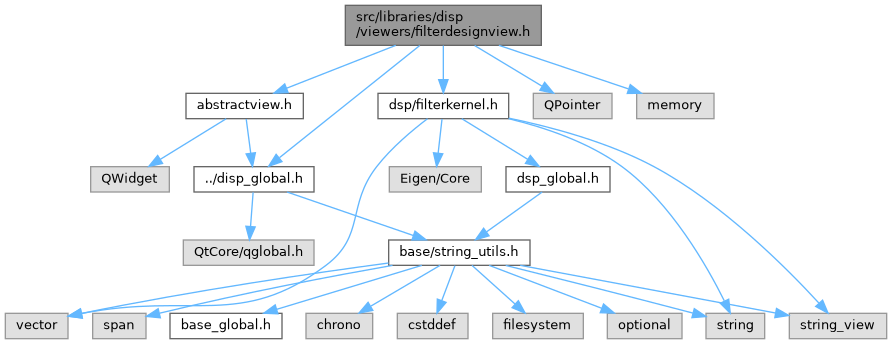 src/libraries/disp
/viewers/filterdesignview.h
abstractview.h
dsp/filterkernel.h
QPointer
memory
QWidget
../disp_global.h
Eigen/Core
dsp_global.h
QtCore/qglobal.h
base/string_utils.h
vector
span
base_global.h
chrono
cstddef
filesystem
optional
string
string_view